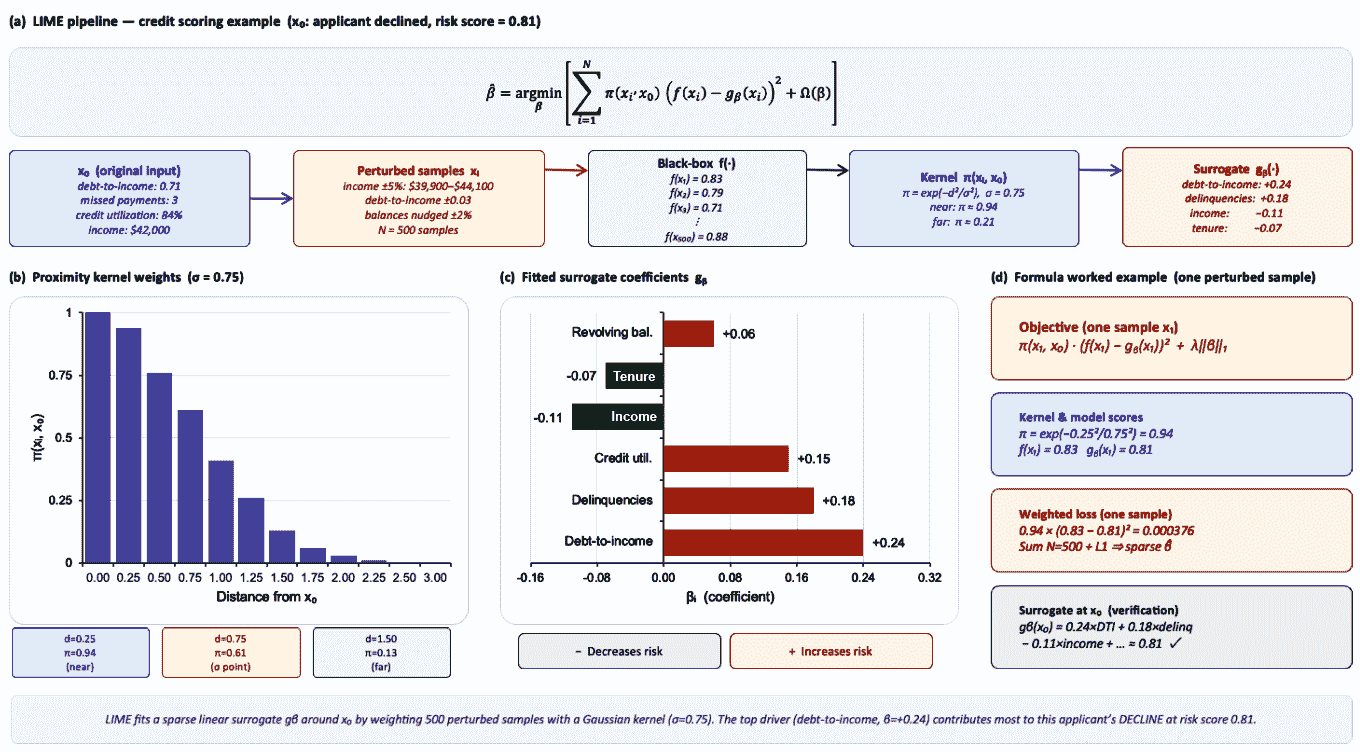 (a) LIME pipeline — credit scoring example (x₀: applicant declined, risk score = 0.81)
β̂ = argmin_β [ ∑_{i=1}^{N} π(xᵢ,x₀) (f(xᵢ) − g_β(xᵢ))² + Ω(β) ]
x₀ (original input)
debt-to-income: 0.71
missed payments: 3
credit utilization: 84%
income: $42,000
Perturbed samples xᵢ
income ±5%: $39,900–$44,100
debt-to-income ±0.03
balances nudged ±2%
N = 500 samples
Black-box f(·)
f(x₁) = 0.83
f(x₂) = 0.79
f(x₃) = 0.71
⋮
f(x₅₀₀) = 0.88
Kernel π(xᵢ, x₀)
π = exp(−d²/σ²), σ = 0.75
near: π ≈ 0.94
far: π ≈ 0.21
Surrogate gᵦ(·)
debt-to-income: +0.24
delinquencies: +0.18
income: −0.11
tenure: −0.07
(b) Proximity kernel weights (σ = 0.75)
π(xᵢ, x₀)
1
0.75
0.5
0.25
0
0.00 0.25 0.50 0.75 1.00 1.25 1.50 1.75 2.00 2.25 2.50 3.00
Distance from x₀
d=0.25
π=0.94
(near)
d=0.75
π=0.61
(σ point)
d=1.50
π=0.13
(far)
(c) Fitted surrogate coefficients gᵦ
Revolving bal. +0.06
-0.07 Tenure
-0.11 Income
Credit util. +0.15
Delinquencies +0.18
Debt-to-income +0.24
-0.16 -0.08 0.00 0.08 0.16 0.24 0.32
βᵢ (coefficient)
− Decreases risk
+ Increases risk
(d) Formula worked example (one perturbed sample)
Objective (one sample x₁)
π(x₁, x₀) · (f(x₁) − gᵦ(x₁))² + λ||β||₁
Kernel & model scores
π = exp(−0.25²/0.75²) = 0.94
f(x₁) = 0.83 gᵦ(x₁) = 0.81
Weighted loss (one sample)
0.94 × (0.83 − 0.81)² = 0.000376
Sum N=500 + L1 ⇒ sparse β̂
Surrogate at x₀ (verification)
gβ(x₀) = 0.24×DTI + 0.18×delinq
− 0.11×income + … ≈ 0.81 ✓
LIME fits a sparse linear surrogate gβ around x₀ by weighting 500 perturbed samples with a Gaussian kernel (σ=0.75). The top driver (debt-to-income, β=+0.24) contributes most to this applicant’s DECLINE at risk score 0.81.